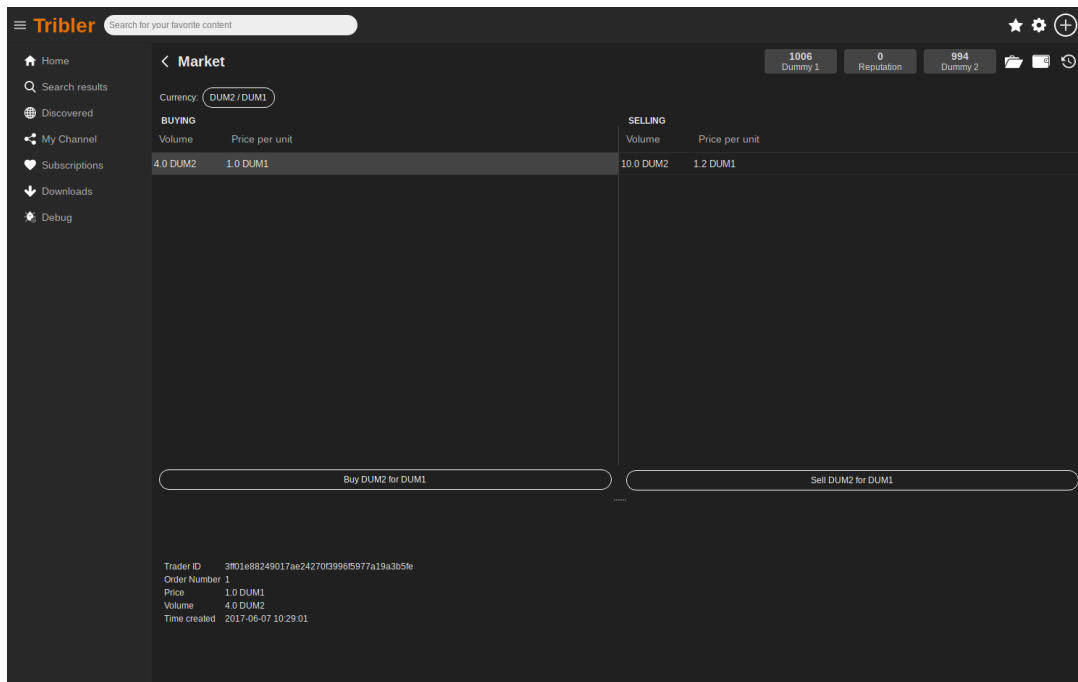 Tribler Search for your favorite content
Home
Search results
Discovered
My Channel
Subscriptions
Downloads
Debug
Market
1006 0 994
Dummy 1 Reputation Dummy 2
Currency: DUM2 / DUM1
BUYING
Volume Price per unit
4.0 DUM2 1.0 DUM1
Buy DUM2 for DUM1
SELLING
Volume Price per unit
10.0 DUM2 1.2 DUM1
Sell DUM2 for DUM1
Trader ID 3ff01e88249017ae24270f3996f5977a19a3b5fe
Order Number 1
Price 1.0 DUM1
Volume 4.0 DUM2
Time created 2017-06-07 10:29:01